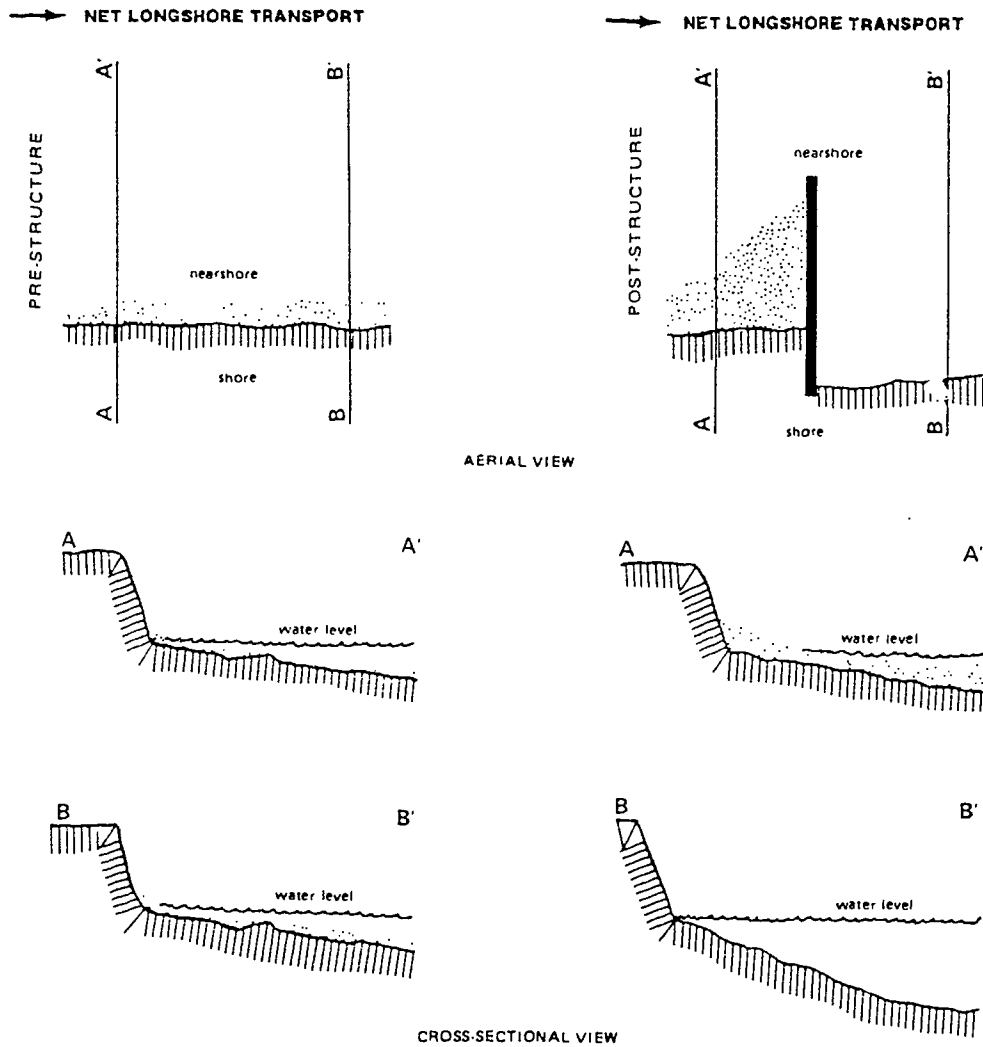 NET LONGSHORE TRANSPORT
NET LONGSHORE TRANSPORT
PRE-STRUCTURE
A'
B'
nearshore
shore
A
B
POST-STRUCTURE
A'
B'
nearshore
shore
A
B
AERIAL VIEW
A
A'
water level
A
A'
water level
B
B'
water level
B
B'
water level
CROSS-SECTIONAL VIEW